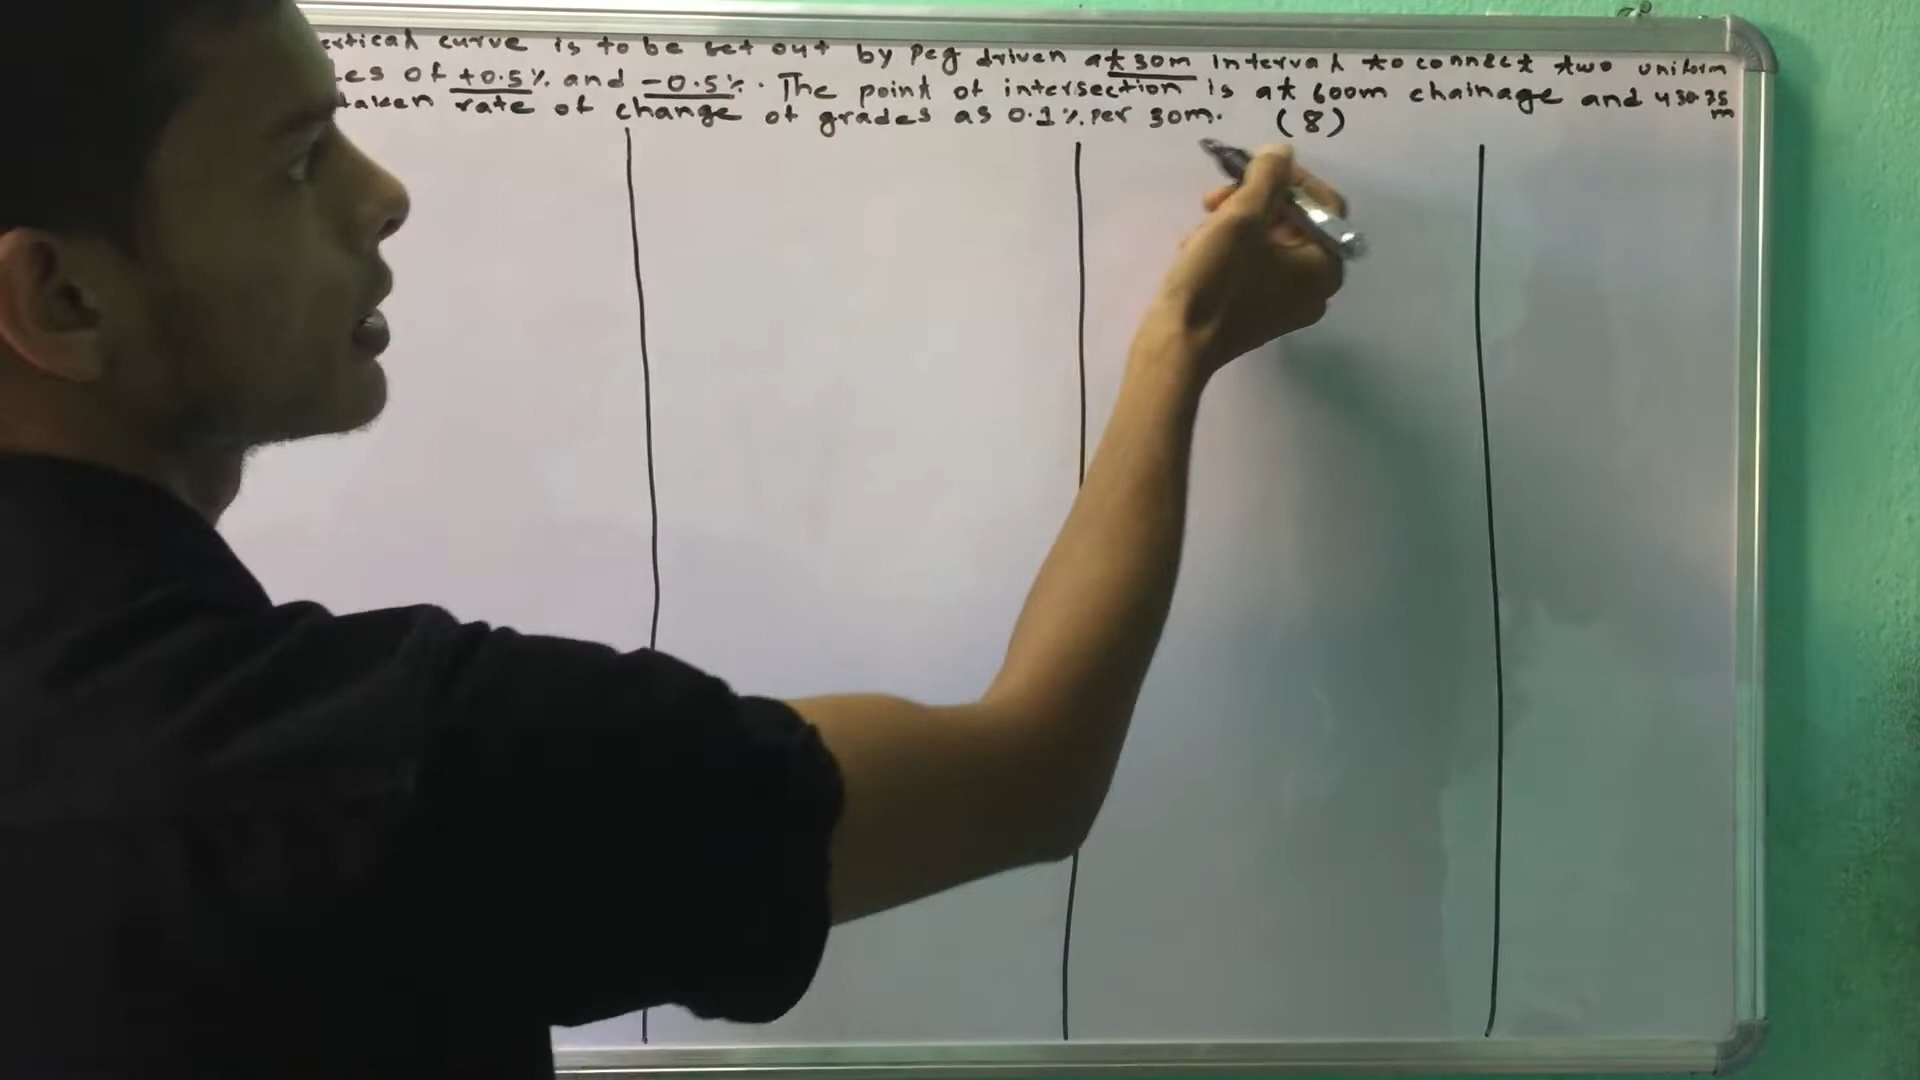 ertical curve is to be set out by peg driven at 30m interval to connect two uniform
es of +0.5% and -0.5%. The point of intersection is at 600m chainage and 430.75
m
taken rate of change of grades as 0.1% per 30m. (8)